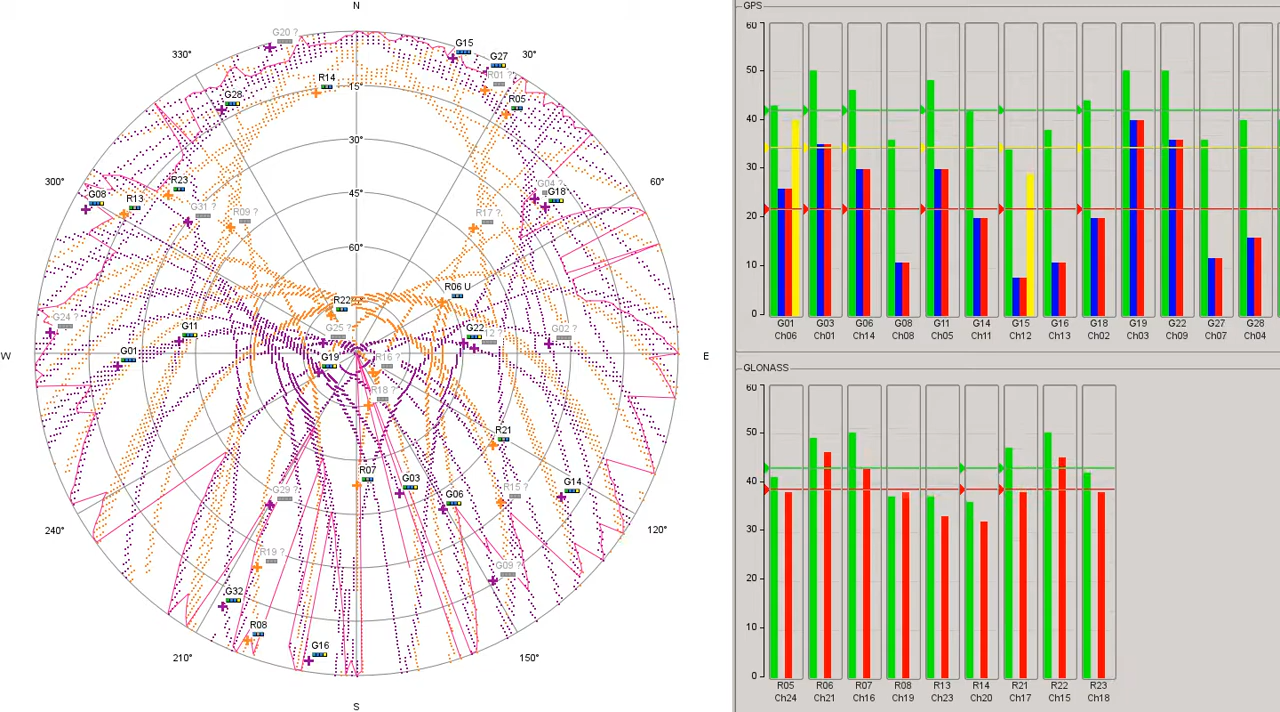 N
G20 ?
G15
330°
G27
30°
R01 ?
R14
15°
G28
R05
30°
300°
R23
60°
G04 ?
G08
45°
G18
R13
G31 ?
R09 ?
R17 ?
60°
R06 U
R22
G24 ?
G25 ?
G22
G02 ?
G11
G01
W
E
G19
R16 ?
R18 ?
R21
R07
G03
G14
G29 ?
G06
R15 ?
240°
120°
R19 ?
G09 ?
G32
R08
G16
210°
150°
S
GPS
60
50
40
30
20
10
0
G01 G03 G06 G08 G11 G14 G15 G16 G18 G19 G22 G27 G28
Ch06 Ch01 Ch14 Ch08 Ch05 Ch11 Ch12 Ch13 Ch02 Ch03 Ch09 Ch07 Ch04
GLONASS
60
50
40
30
20
10
0
R05 R06 R07 R08 R13 R14 R21 R22 R23
Ch24 Ch21 Ch16 Ch19 Ch23 Ch20 Ch17 Ch15 Ch18